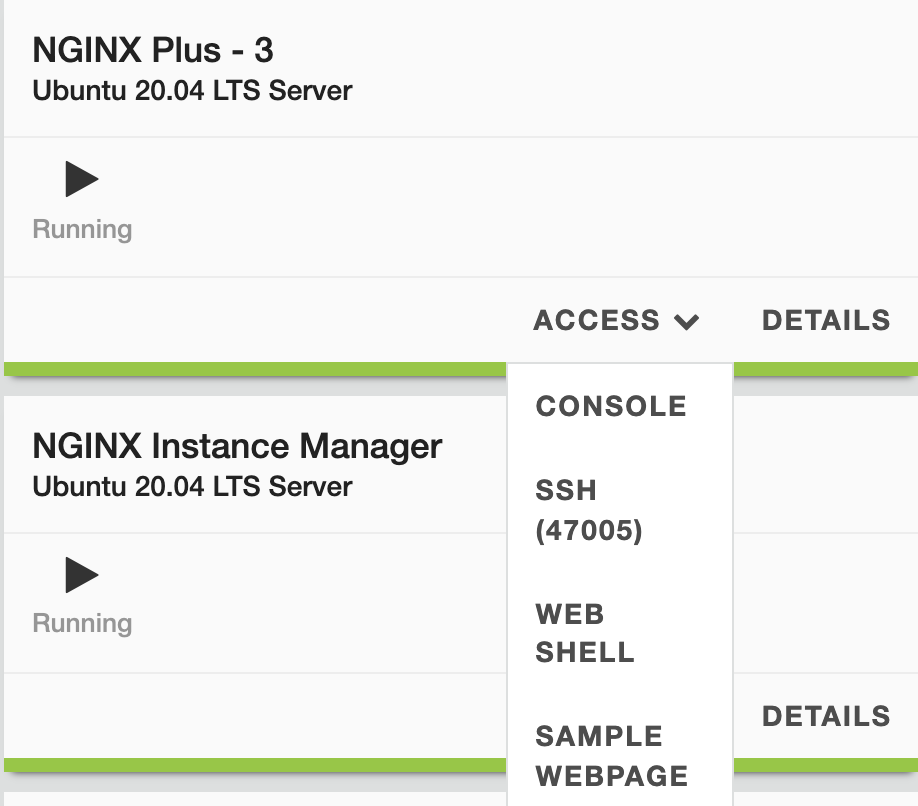 NGINX Plus - 3
Ubuntu 20.04 LTS Server
Running
ACCESS DETAILS
CONSOLE
SSH
(47005)
WEB
SHELL
SAMPLE
WEBPAGE
NGINX Instance Manager
Ubuntu 20.04 LTS Server
Running
DETAILS